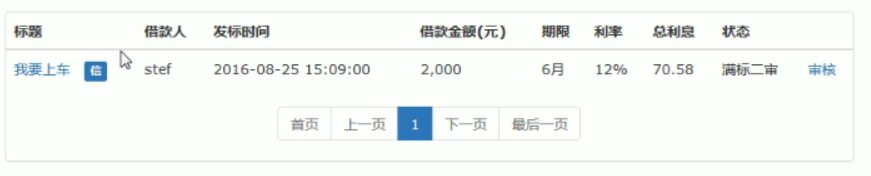 标题 借款人 发标时间 借款金额(元) 期限 利率 总利息 状态
我要上车 信 stef 2016-08-25 15:09:00 2,000 6月 12% 70.58 满标二审 审核
首页 上一页 1 下一页 最后一页